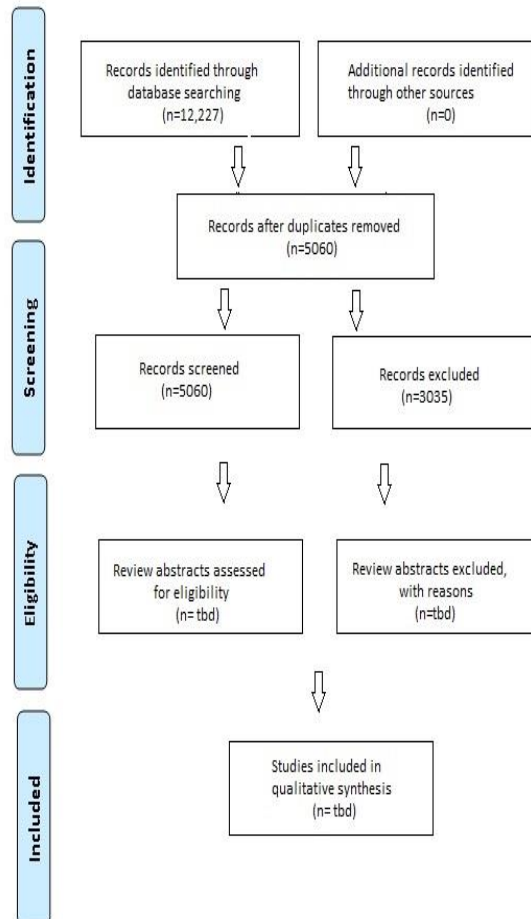 Identification
Records identified through
database searching
(n=12,227)
Additional records identified
through other sources
(n=0)
Records after duplicates removed
(n=5060)
Screening
Records screened
(n=5060)
Records excluded
(n=3035)
Eligibility
Review abstracts assessed
for eligibility
(n= tbd)
Review abstracts excluded,
with reasons
(n=tbd)
Included
Studies included in
qualitative synthesis
(n= tbd)